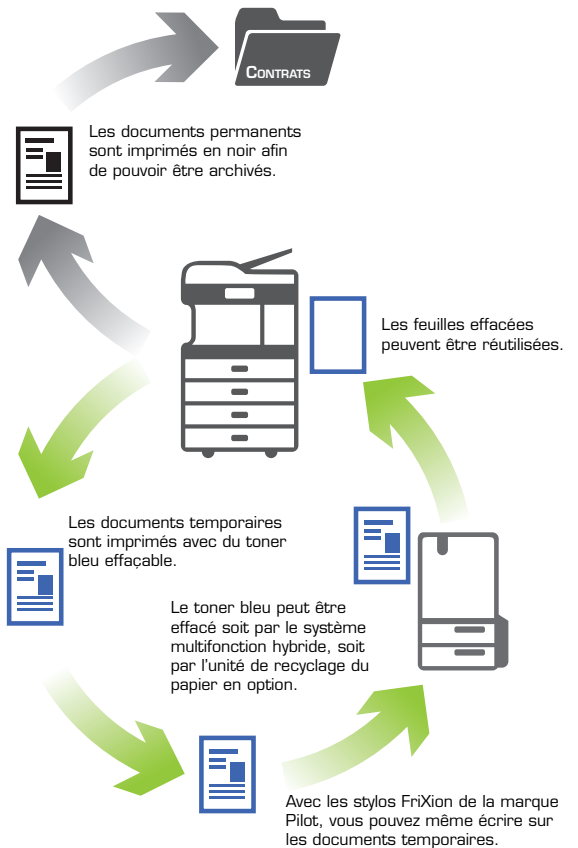 CONTRATS
Les documents permanents
sont imprimés en noir afin
de pouvoir être archivés.
Les feuilles effacées
peuvent être réutilisées.
Les documents temporaires
sont imprimés avec du toner
bleu effaçable.
Le toner bleu peut être
effacé soit par le système
multifonction hybride, soit
par l'unité de recyclage du
papier en option.
Avec les stylos FriXion de la marque
Pilot, vous pouvez même écrire sur
les documents temporaires.